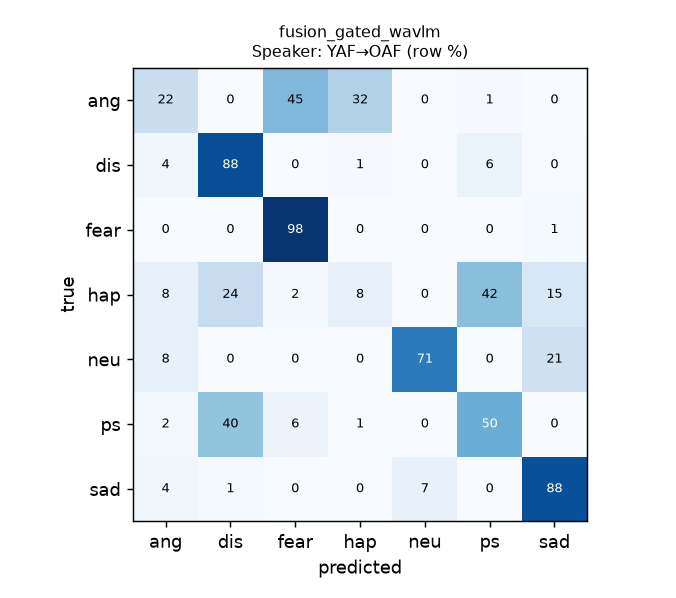 fusion_gated_wavlm
Speaker: YAF→OAF (row %)
ang 22 0 45 32 0 1 0
dis 4 88 0 1 0 6 0
fear 0 0 98 0 0 0 1
hap 8 24 2 8 0 42 15
neu 8 0 0 0 71 0 21
ps 2 40 6 1 0 50 0
sad 4 1 0 0 7 0 88
true
ang dis fear hap neu ps sad
predicted